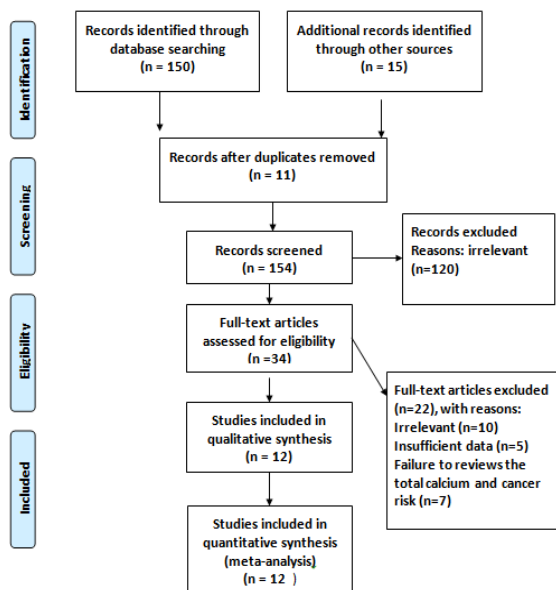 Identification
Records identified through
database searching
(n = 150)
Additional records identified
through other sources
(n = 15)
Records after duplicates removed
(n = 11)
Screening
Records screened
(n = 154)
Records excluded
Reasons: irrelevant
(n=120)
Eligibility
Full-text articles
assessed for eligibility
(n =34)
Full-text articles excluded
(n=22), with reasons:
Irrelevant (n=10)
Insufficient data (n=5)
Failure to reviews the
total calcium and cancer
risk (n=7)
Included
Studies included in
qualitative synthesis
(n = 12)
Studies included in
quantitative synthesis
(meta-analysis)
(n = 12 )